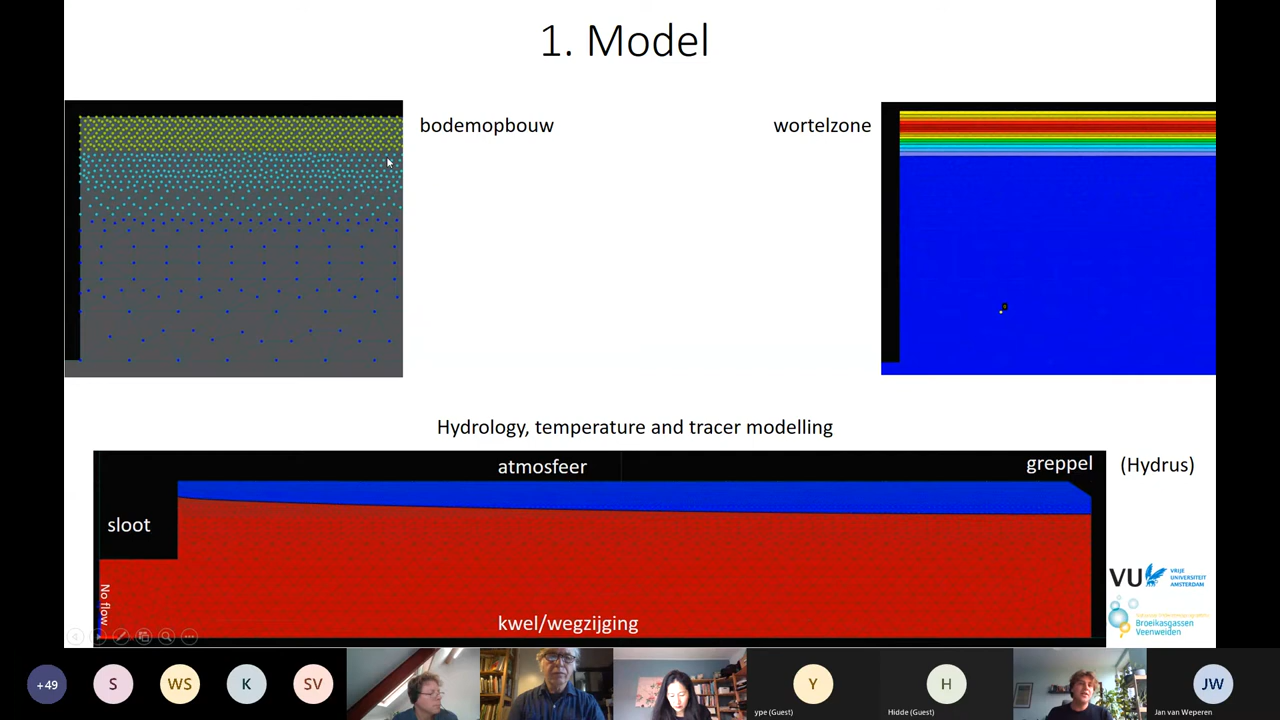 1. Model
bodemopbouw
wortelzone
Hydrology, temperature and tracer modelling
atmosfeer
greppel
(Hydrus)
sloot
No flow
kwel/wegzijging
VU
VRIJE
UNIVERSITEIT
AMSTERDAM
Broeikasgassen
Veenweiden
+49
S
WS
K
SV
Y
ype (Guest)
H
Hidde (Guest)
JW
Jan van Weperen